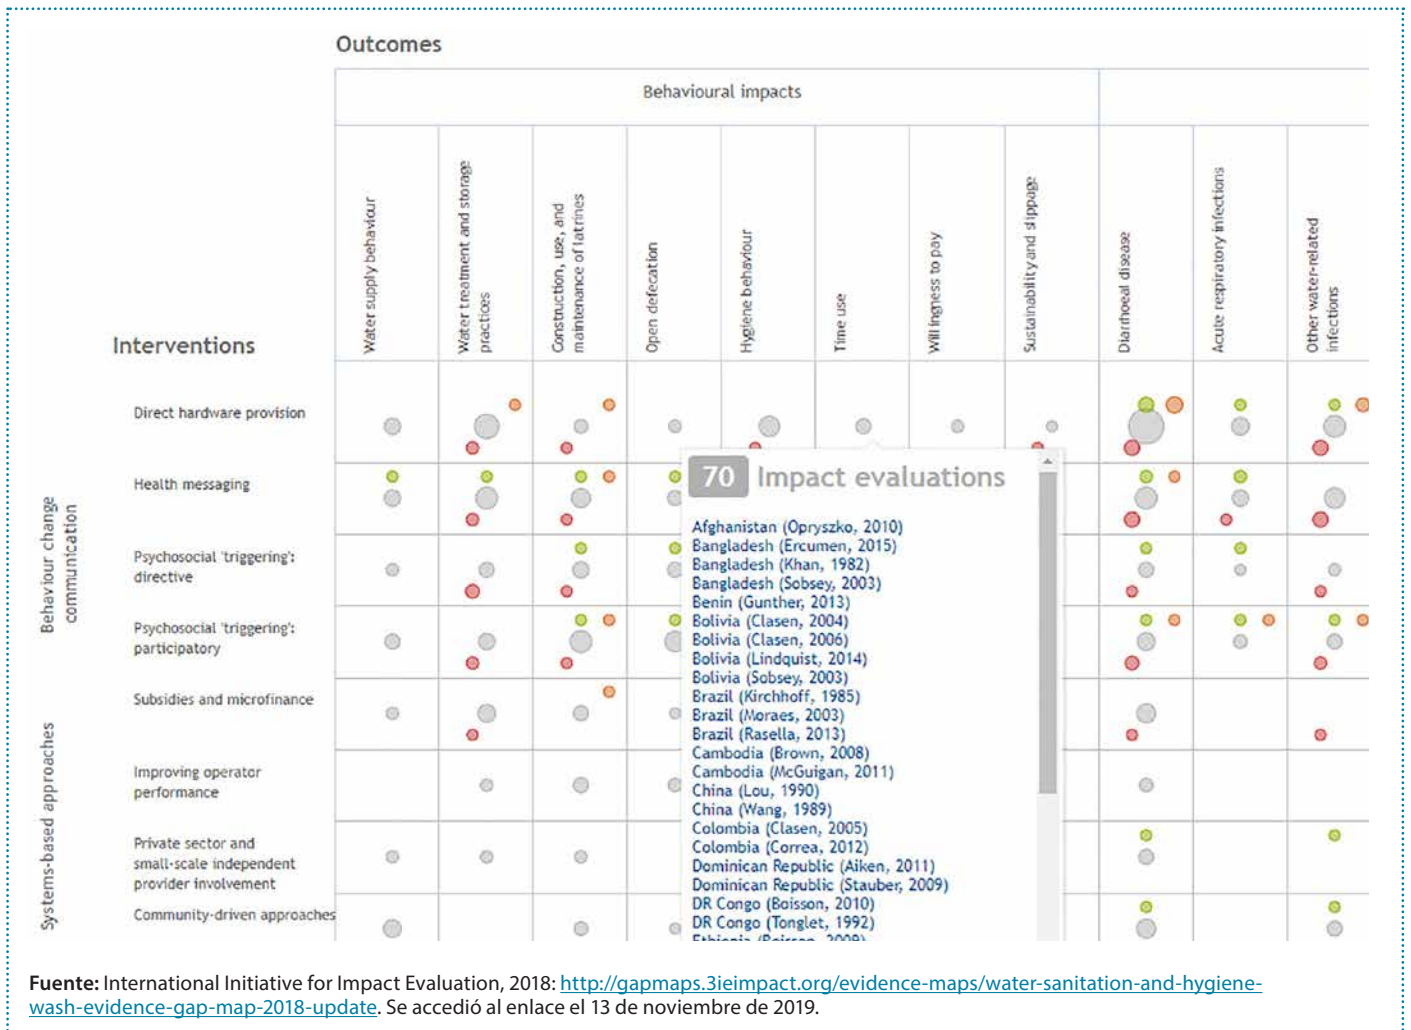 Outcomes
Behavioural impacts
Water supply behaviour
Water treatment and storage
practices
Construction, use, and
maintenance of latrines
Open defecation
Hygiene behaviour
Time use
Willingness to pay
Sustainability and slippage
Diarrhoeal disease
Acute respiratory infections
Other water-related
infections
Interventions
Direct hardware provision
Behaviour change
communication
Health messaging
Psychosocial 'triggering':
directive
Psychosocial 'triggering':
participatory
Systems-based approaches
Subsidies and microfinance
Improving operator
performance
Private sector and
small-scale independent
provider involvement
Community-driven approaches
70 Impact evaluations
Afghanistan (Opryszko, 2010)
Bangladesh (Ercumen, 2015)
Bangladesh (Khan, 1982)
Bangladesh (Sobsey, 2003)
Benin (Gunther, 2013)
Bolivia (Clasen, 2004)
Bolivia (Clasen, 2006)
Bolivia (Lindquist, 2014)
Bolivia (Sobsey, 2003)
Brazil (Kirchhoff, 1985)
Brazil (Moraes, 2003)
Brazil (Rasella, 2013)
Cambodia (Brown, 2008)
Cambodia (McGuigan, 2011)
China (Lou, 1990)
China (Wang, 1989)
Colombia (Clasen, 2005)
Colombia (Correa, 2012)
Dominican Republic (Aiken, 2011)
Dominican Republic (Stauber, 2009)
DR Congo (Boisson, 2010)
DR Congo (Tonglet, 1992)
Ethiopia (Boisson, 2009)
Fuente: International Initiative for Impact Evaluation, 2018: http://gapmaps.3ieimpact.org/evidence-maps/water-sanitation-and-hygiene-
wash-evidence-gap-map-2018-update. Se accedió al enlace el 13 de noviembre de 2019.